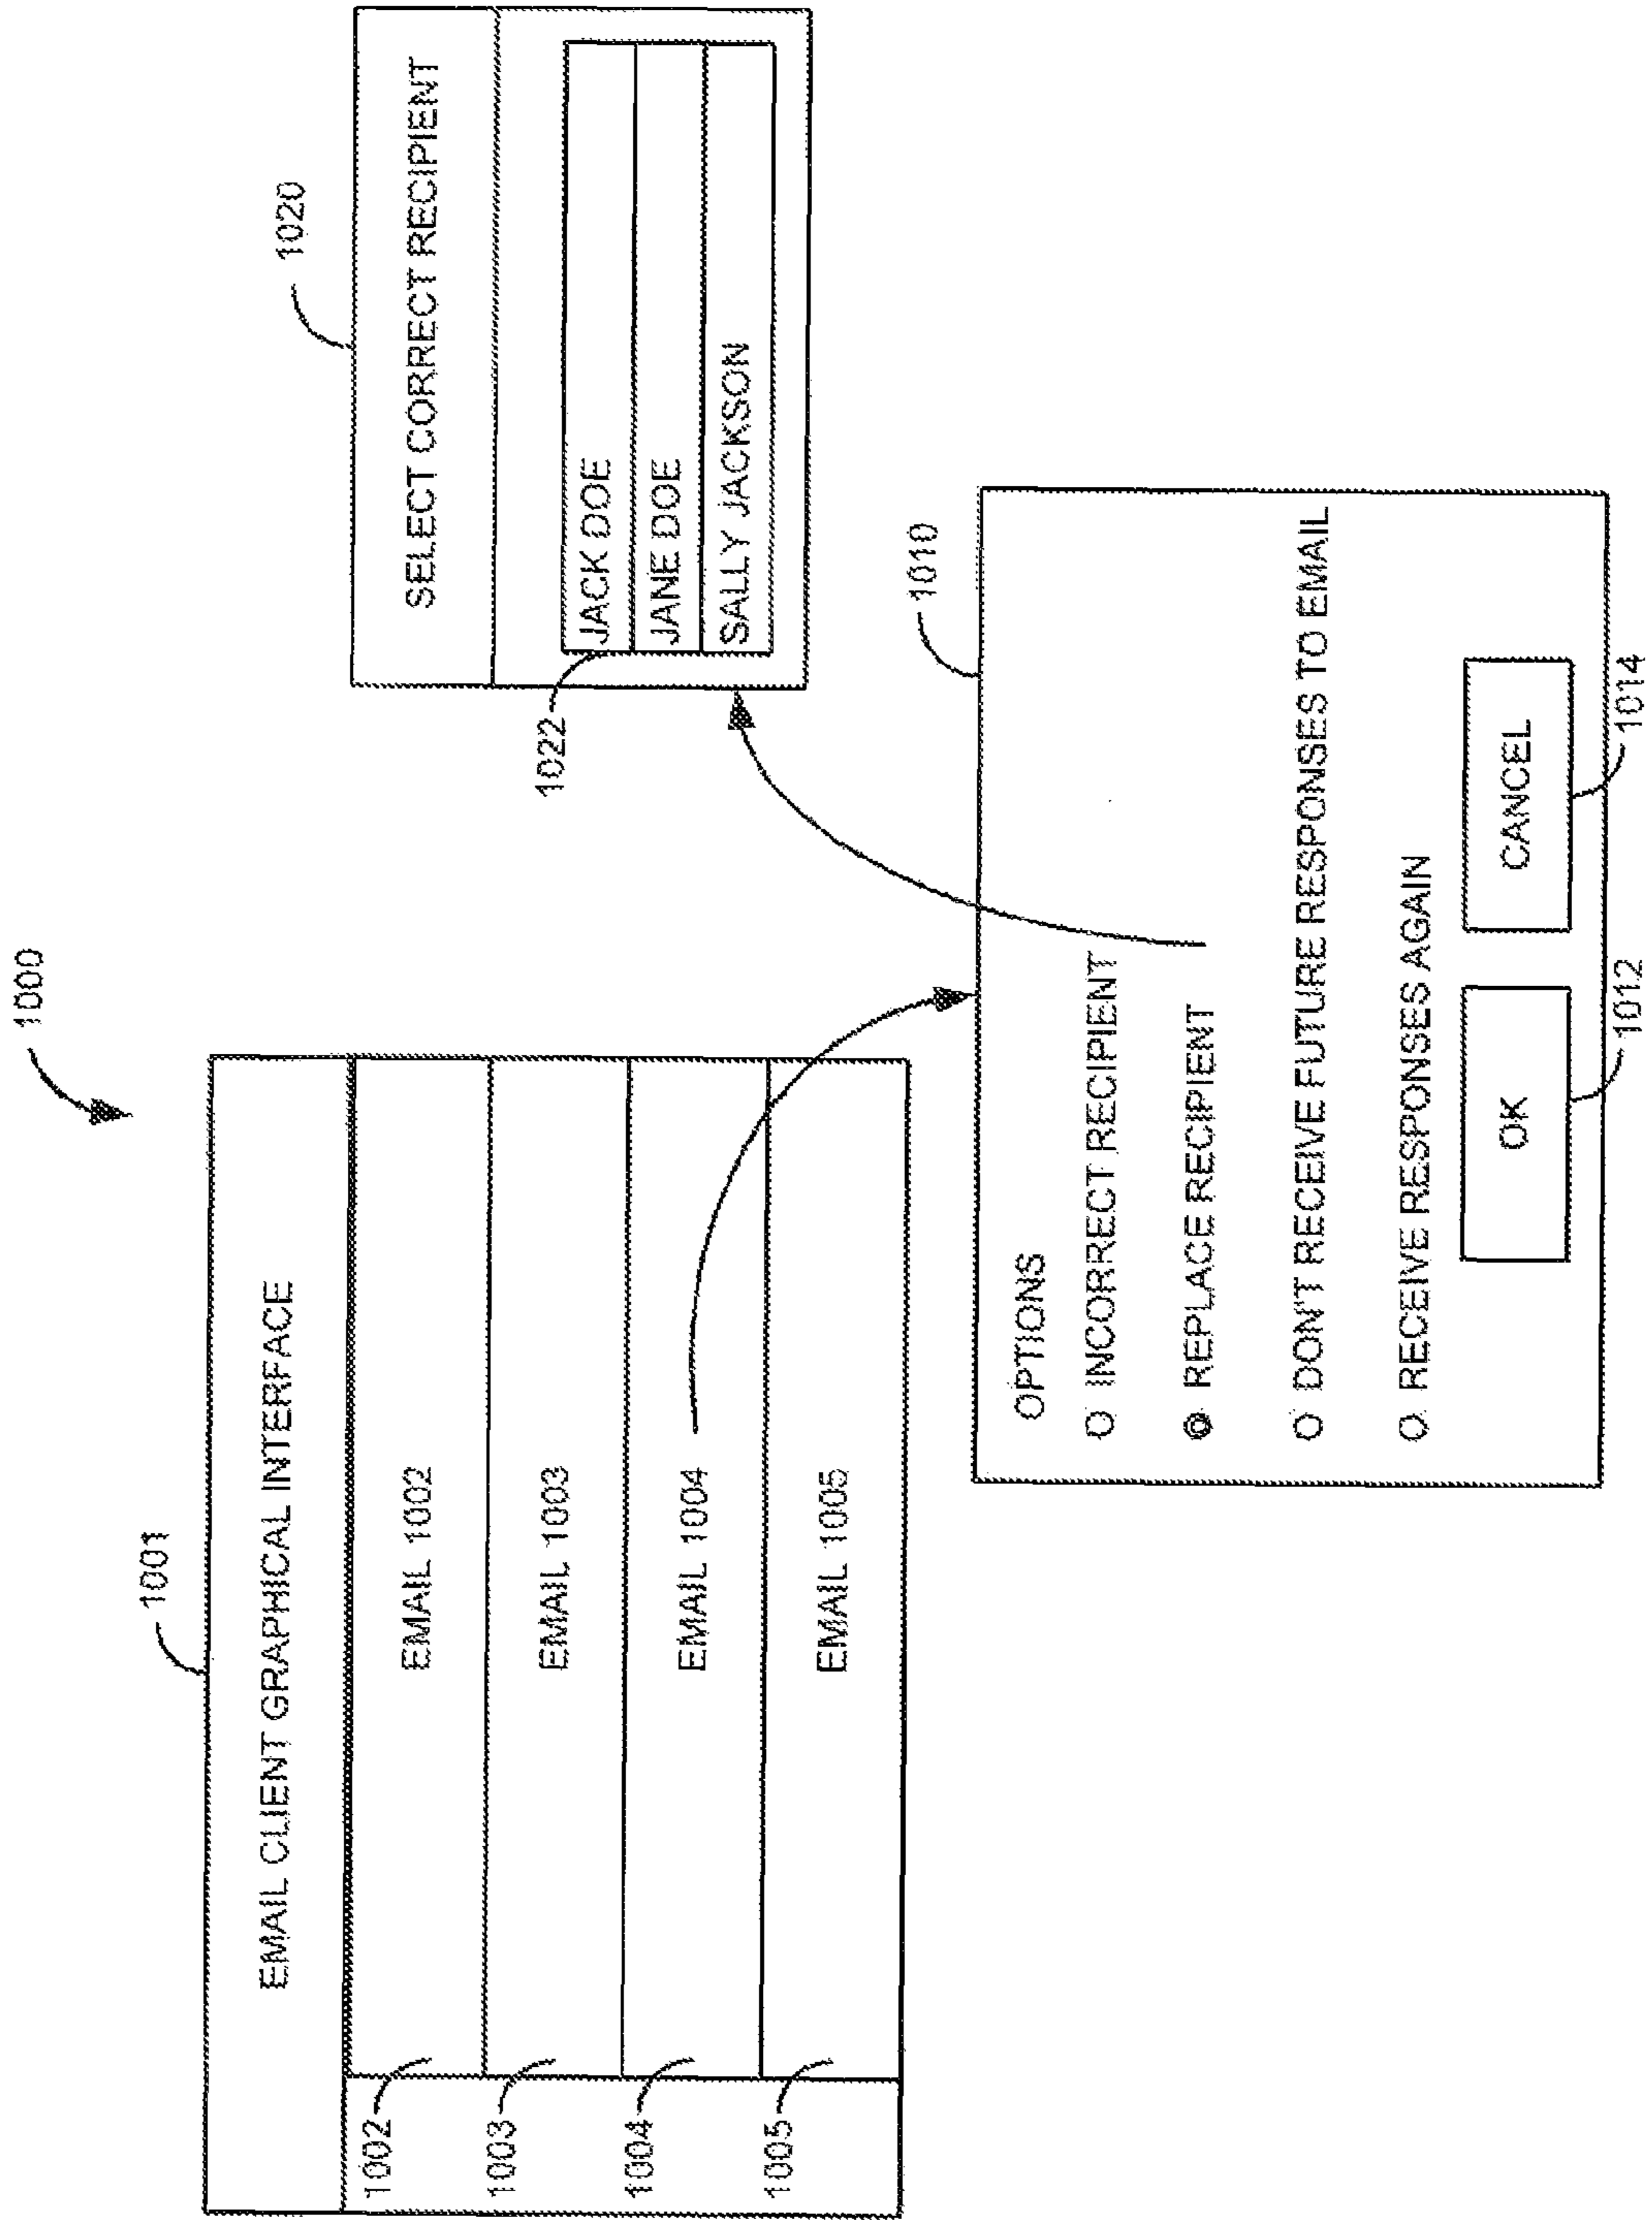 1000
1001
EMAIL CLIENT GRAPHICAL INTERFACE
1002
EMAIL 1002
1003
EMAIL 1003
1004
EMAIL 1004
1005
EMAIL 1005
1010
OPTIONS
INCORRECT RECIPIENT
REPLACE RECIPIENT
DON'T RECEIVE FUTURE RESPONSES TO EMAIL
RECEIVE RESPONSES AGAIN
OK
CANCEL
1012
1014
1020
SELECT CORRECT RECIPIENT
1022
JACK DOE
JANE DOE
SALLY JACKSON